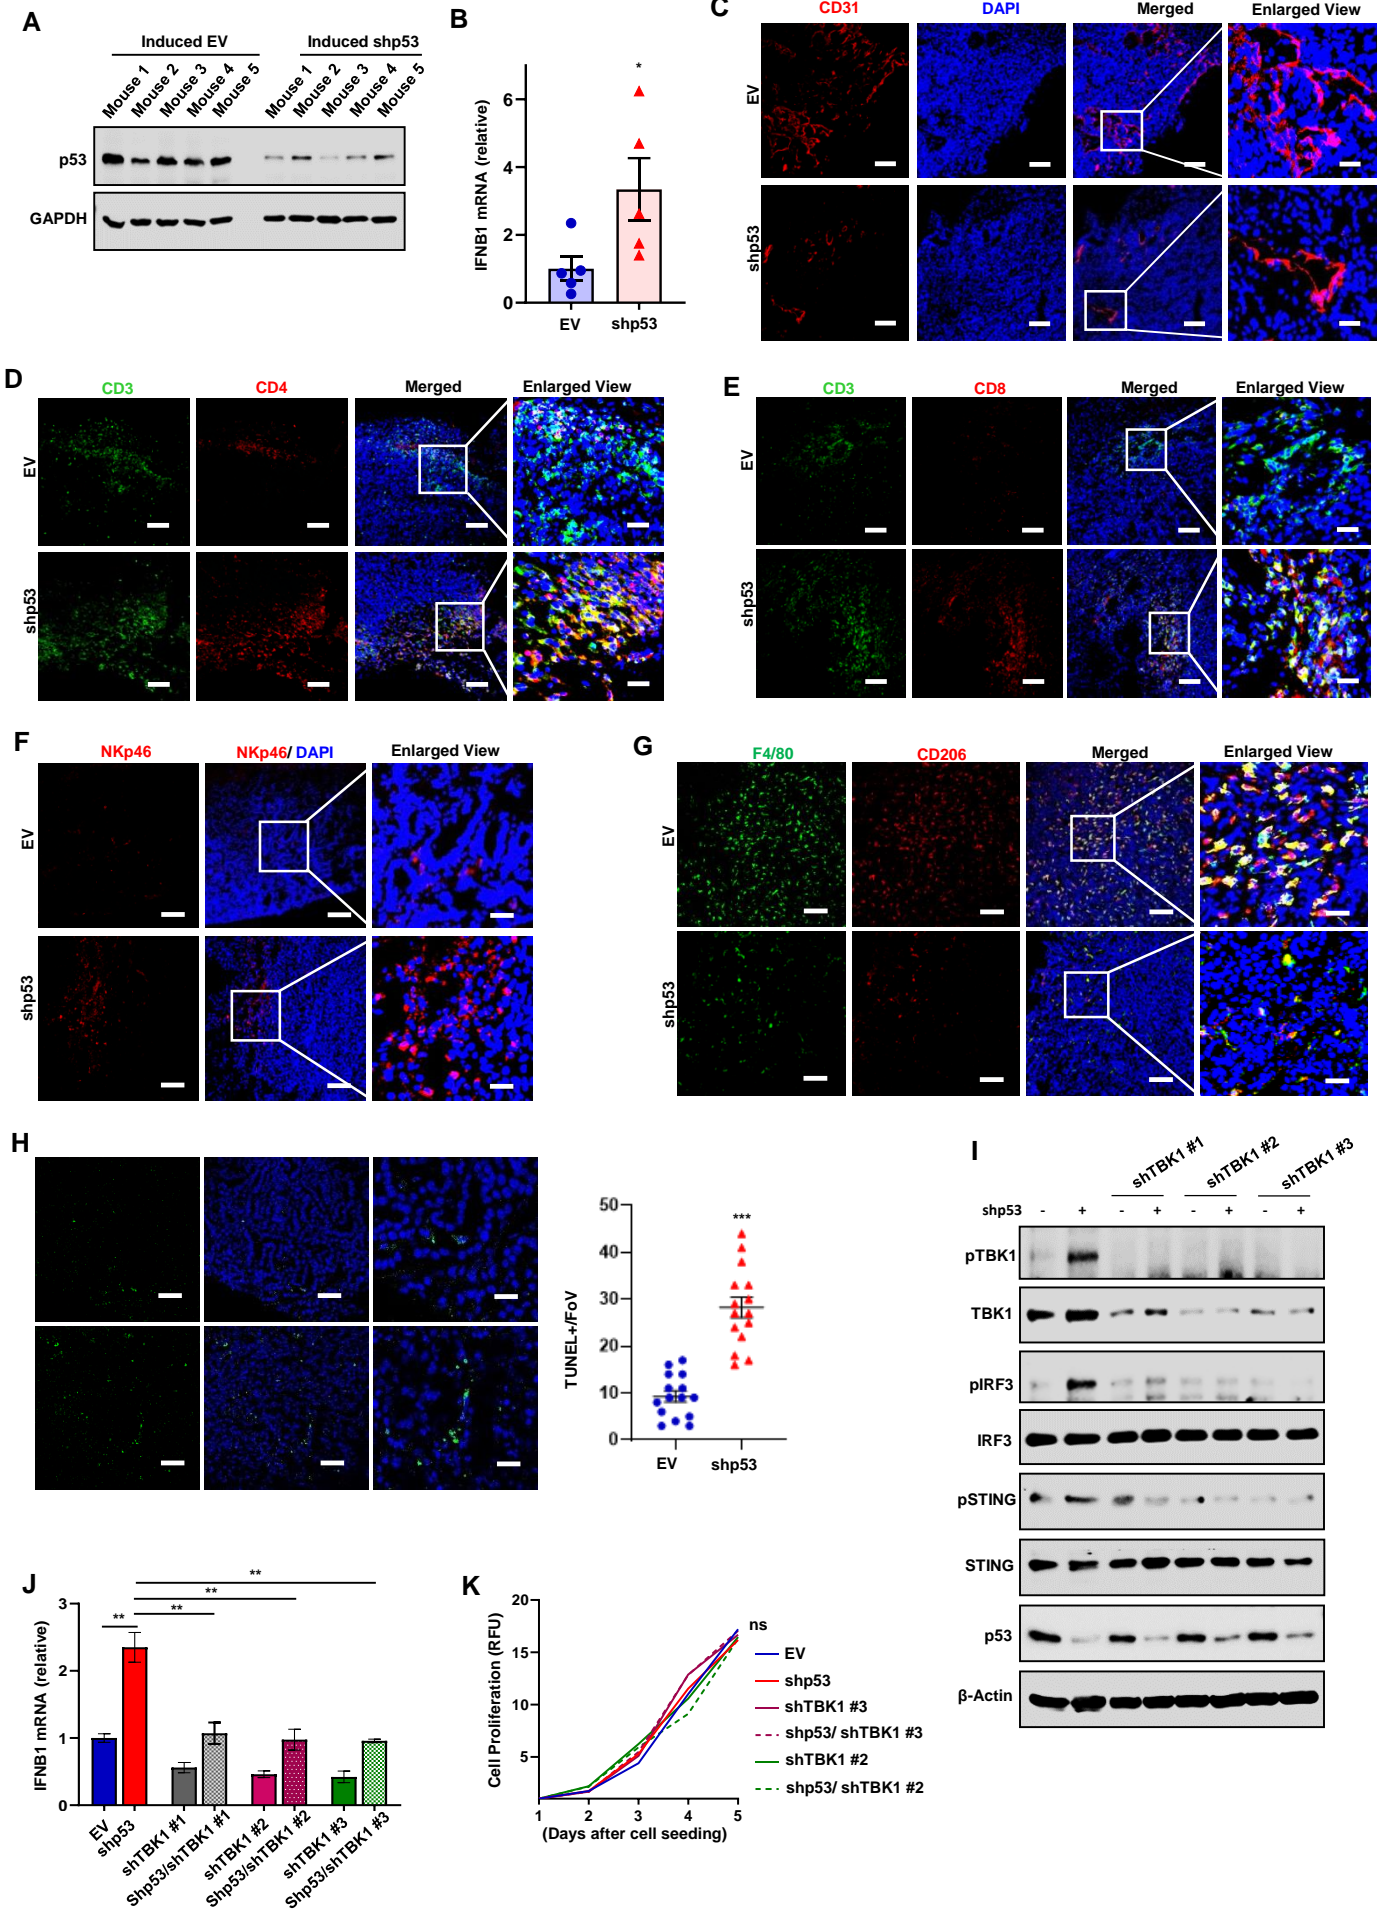 A
Induced EV
Induced shp53
Mouse 1
Mouse 2
Mouse 3
Mouse 4
Mouse 5
Mouse 1
Mouse 2
Mouse 3
Mouse 4
Mouse 5
p53
GAPDH
B
IFNB1 mRNA (relative)
6
4
2
0
*
EV
shp53
C
CD31
DAPI
Merged
Enlarged View
EV
shp53
D
CD3
CD4
Merged
Enlarged View
EV
shp53
E
CD3
CD8
Merged
Enlarged View
EV
shp53
F
NKp46
NKp46/ DAPI
Enlarged View
EV
shp53
G
F4/80
CD206
Merged
Enlarged View
EV
shp53
H
TUNEL+/FoV
50
40
30
20
10
0
***
EV
shp53
I
shTBK1 #1
shTBK1 #2
shTBK1 #3
shp53 - + - + - + - +
pTBK1
TBK1
pIRF3
IRF3
pSTING
STING
p53
β-Actin
J
IFNB1 mRNA (relative)
3
2
1
0
**
**
**
**
EV
shp53
shTBK1 #1
Shp53/shTBK1 #1
shTBK1 #2
Shp53/shTBK1 #2
shTBK1 #3
Shp53/shTBK1 #3
K
Cell Proliferation (RFU)
20
15
10
5
1 2 3 4 5
(Days after cell seeding)
ns
EV
shp53
shTBK1 #3
shp53/ shTBK1 #3
shTBK1 #2
shp53/ shTBK1 #2